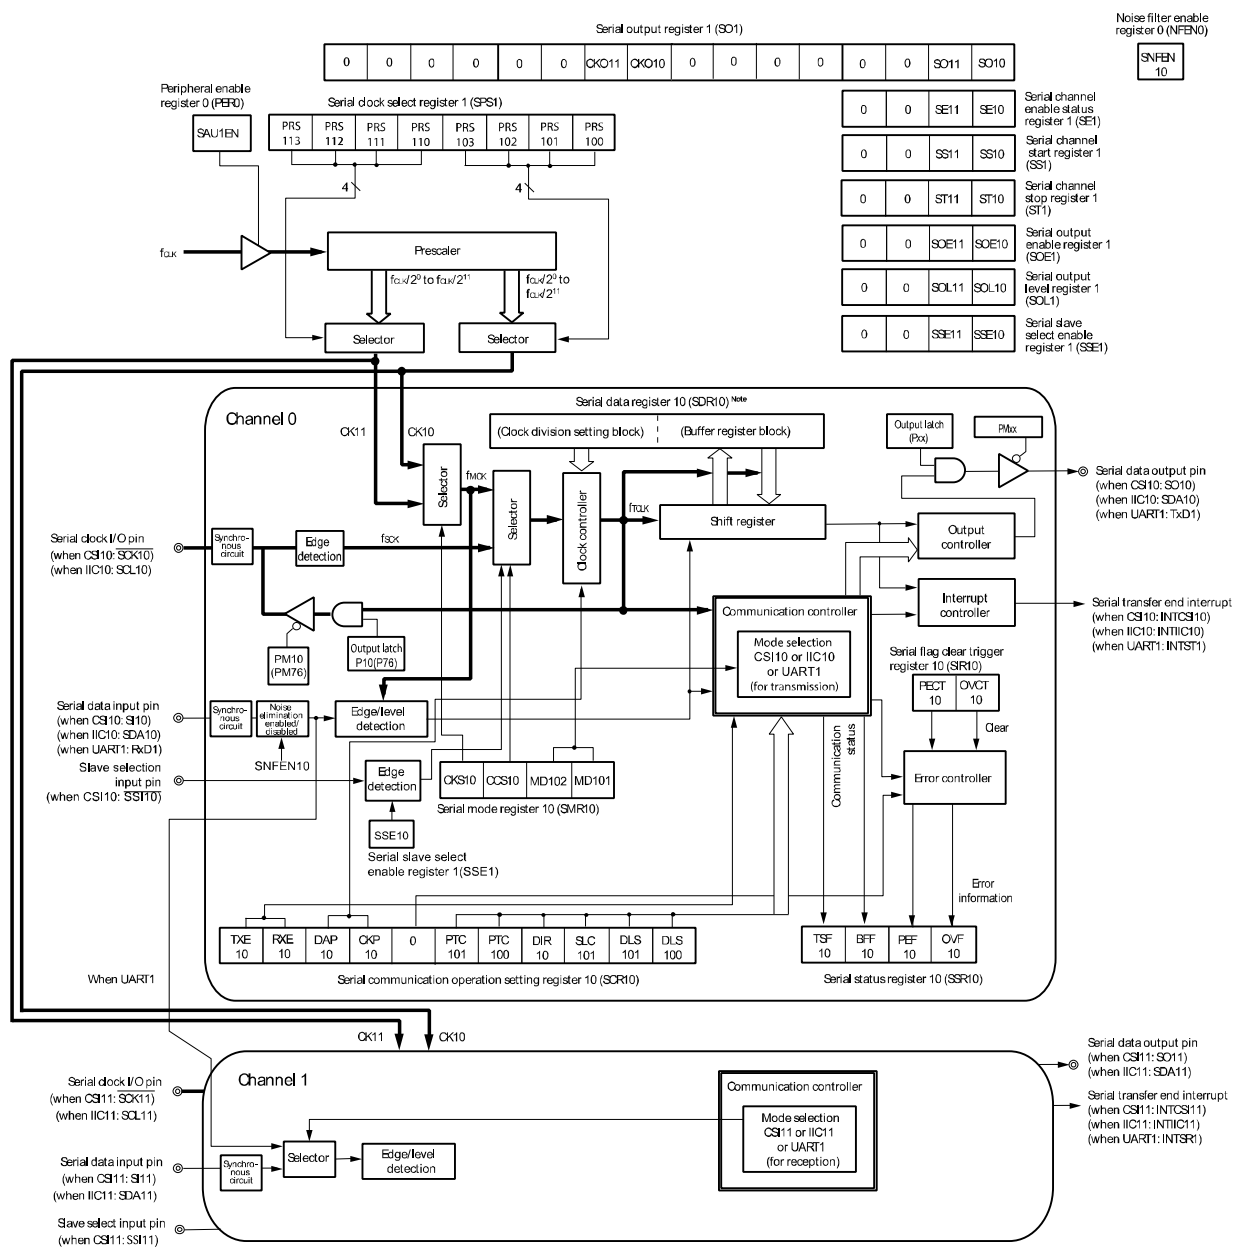 Serial output register 1 (SO1)
0 0 0 0 0 0 CKO11 CKO10 0 0 0 0 0 0 SO11 SO10
Noise filter enable
register 0 (NFEN0)
SNFEN
10
Peripheral enable
register 0 (PER0)
SAU1EN
Serial clock select register 1 (SPS1)
PRS PRS PRS PRS PRS PRS PRS PRS
113 112 111 110 103 102 101 100
4
4
0 0 SE11 SE10
Serial channel
enable status
register 1 (SE1)
0 0 SS11 SS10
Serial channel
start register 1
(SS1)
0 0 ST11 ST10
Serial channel
stop register 1
(ST1)
0 0 SOE11 SOE10
Serial output
enable register 1
(SOE1)
0 0 SOL11 SOL10
Serial output
level register 1
(SOL1)
0 0 SSE11 SSE10
Serial slave
select enable
register 1 (SSE1)
fCLK
Prescaler
fCLK/2⁰ to fCLK/2¹¹
fCLK/2⁰ to
fCLK/2¹¹
Selector
Selector
Channel 0
CK11
CK10
Serial data register 10 (SDR10) Note
(Clock division setting block)
(Buffer register block)
Output latch
(Pxx)
PMxx
Serial data output pin
(when CSI10: SO10)
(when IIC10: SDA10)
(when UART1: TxD1)
Selector
fMCK
Selector
Clock controller
fTCLK
Shift register
Output
controller
Serial clock I/O pin
(when CSI10: SCK10)
(when IIC10: SCL10)
Synchro-
nous
circuit
Edge
detection
fSCK
Communication controller
Mode selection
CSI10 or IIC10
or UART1
(for transmission)
Interrupt
controller
Serial transfer end interrupt
(when CSI10: INTCSI10)
(when IIC10: INTIIC10)
(when UART1: INTST1)
PM10
(PM76)
Output latch
P10(P76)
Serial flag clear trigger
register 10 (SIR10)
PECT OVCT
10 10
Clear
Serial data input pin
(when CSI10: SI10)
(when IIC10: SDA10)
(when UART1: RxD1)
Synchro-
nous
circuit
Noise
elimination
enabled/
disabled
Edge/level
detection
SNFEN10
Slave selection
input pin
(when CSI10: SSI10)
Edge
detection
CKS10 CCS10 MD102 MD101
Serial mode register 10 (SMR10)
Communication
status
Error controller
SSE10
Serial slave select
enable register 1(SSE1)
Error
information
TXE RXE DAP CKP 0 PTC PTC DIR SLC DLS DLS
10 10 10 10 101 100 10 101 101 100
Serial communication operation setting register 10 (SCR10)
TSF BFF PEF OVF
10 10 10 10
Serial status register 10 (SSR10)
When UART1
CK11
CK10
Channel 1
Serial clock I/O pin
(when CSI11: SCK11)
(when IIC11: SCL11)
Communication controller
Mode selection
CSI11 or IIC11
or UART1
(for reception)
Serial data output pin
(when CSI11: SO11)
(when IIC11: SDA11)
Serial transfer end interrupt
(when CSI11: INTCSI11)
(when IIC11: INTIIC11)
(when UART1: INTSR1)
Serial data input pin
(when CSI11: SI11)
(when IIC11: SDA11)
Synchro-
nous
circuit
Selector
Edge/level
detection
Slave select input pin
(when CSI11: SSI11)